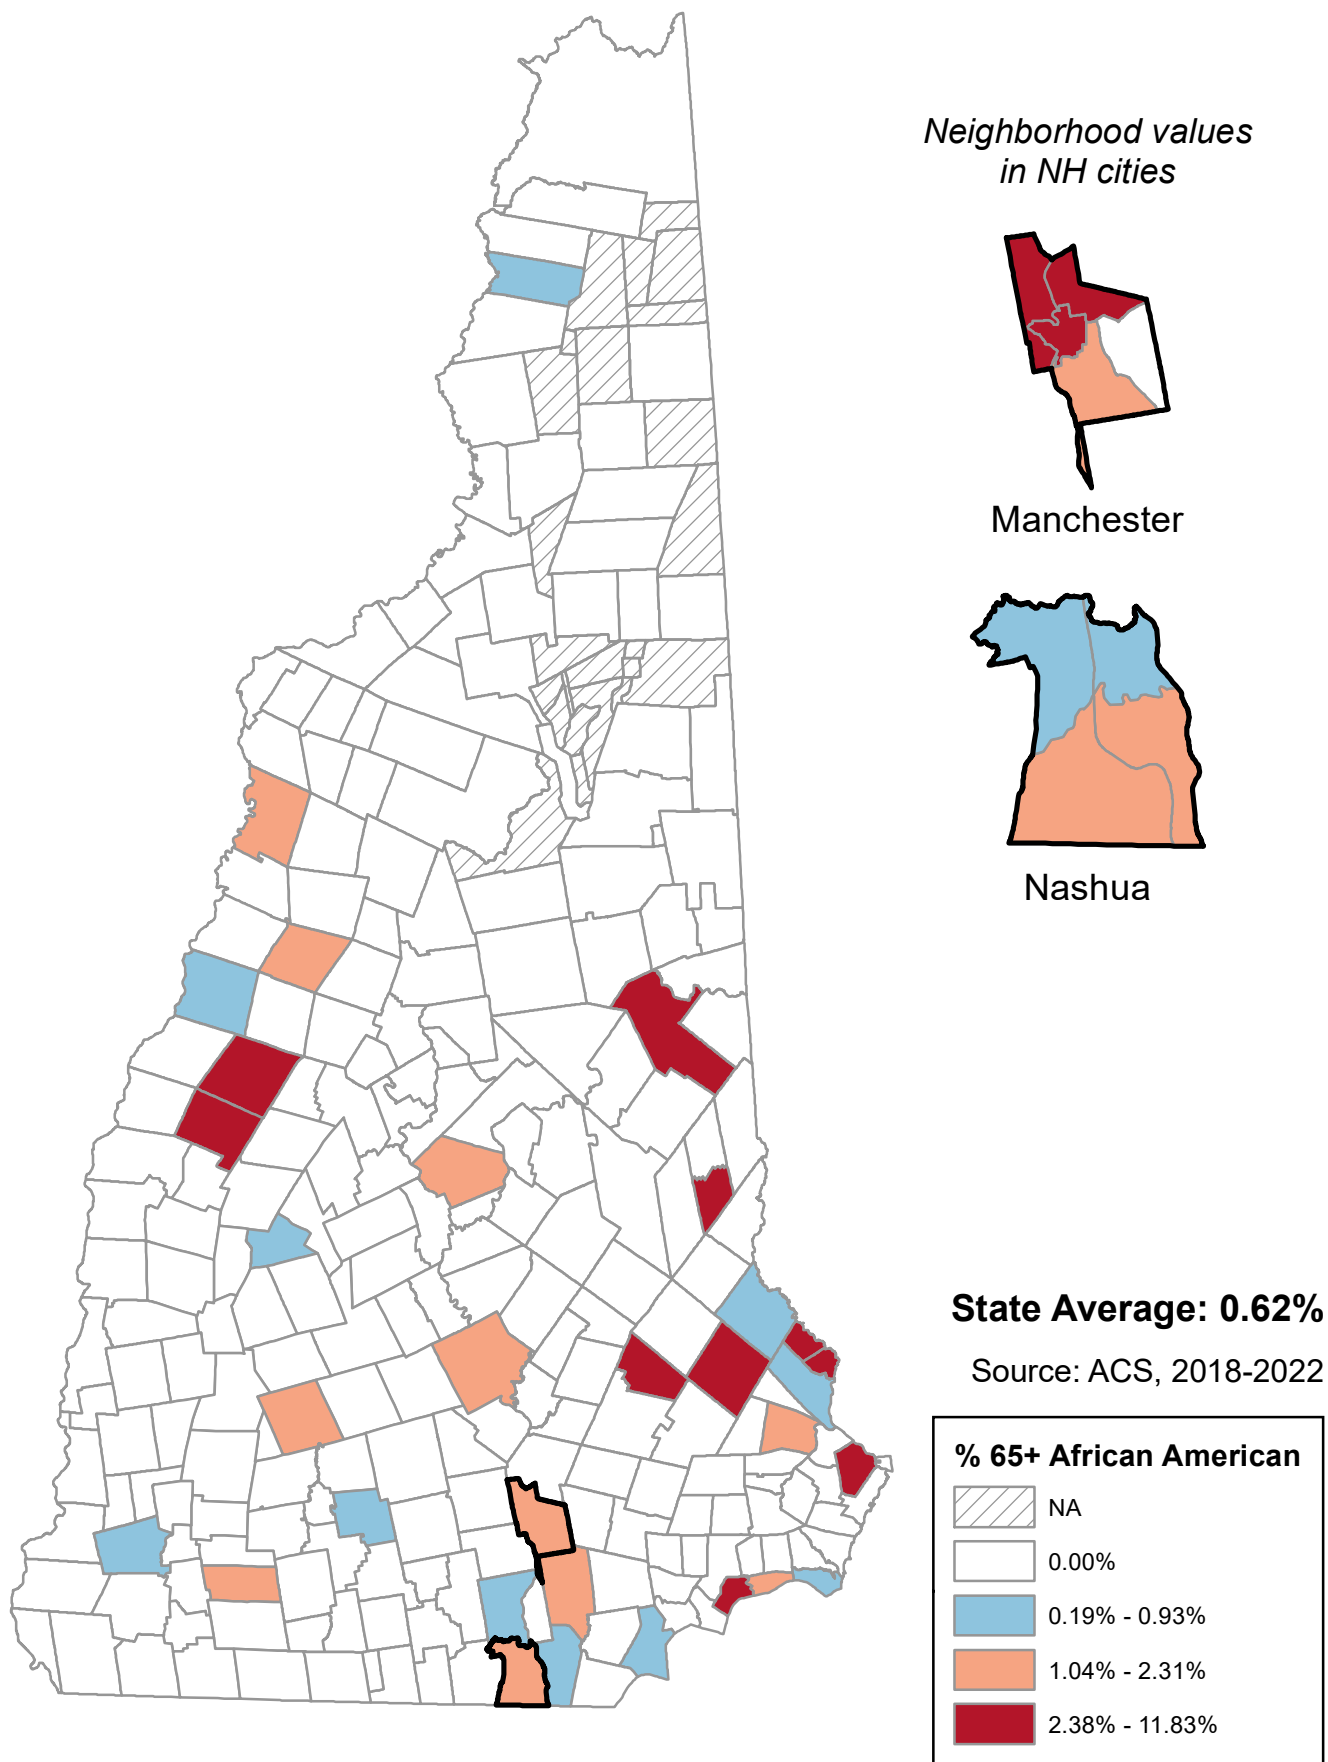 Neighborhood values
in NH cities
Manchester
Nashua
State Average: 0.62%
Source: ACS, 2018-2022
% 65+ African American
NA
0.00%
0.19% - 0.93%
1.04% - 2.31%
2.38% - 11.83%